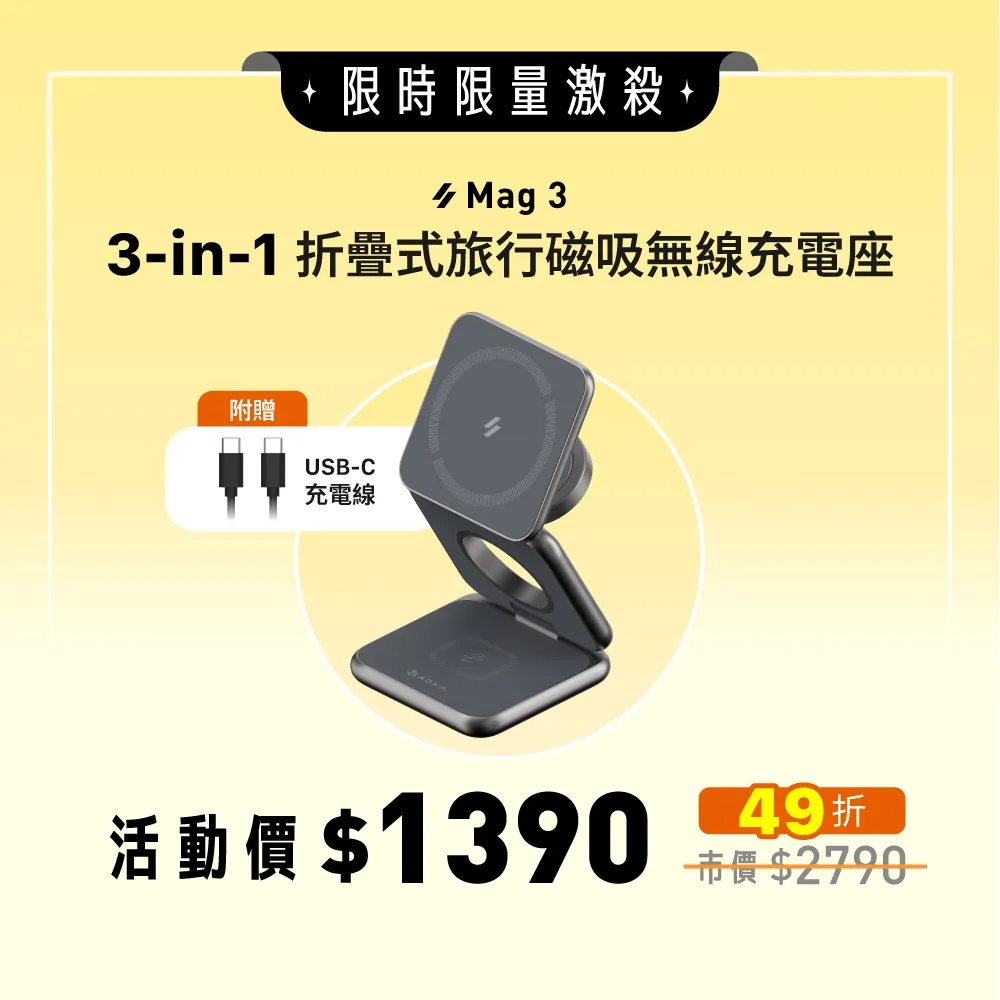 限時限量激殺
Mag 3
3-in-1 折疊式旅行磁吸無線充電座
附贈
USB-C
充電線
ADAM
活動價 $1390
49折
市價 $2790